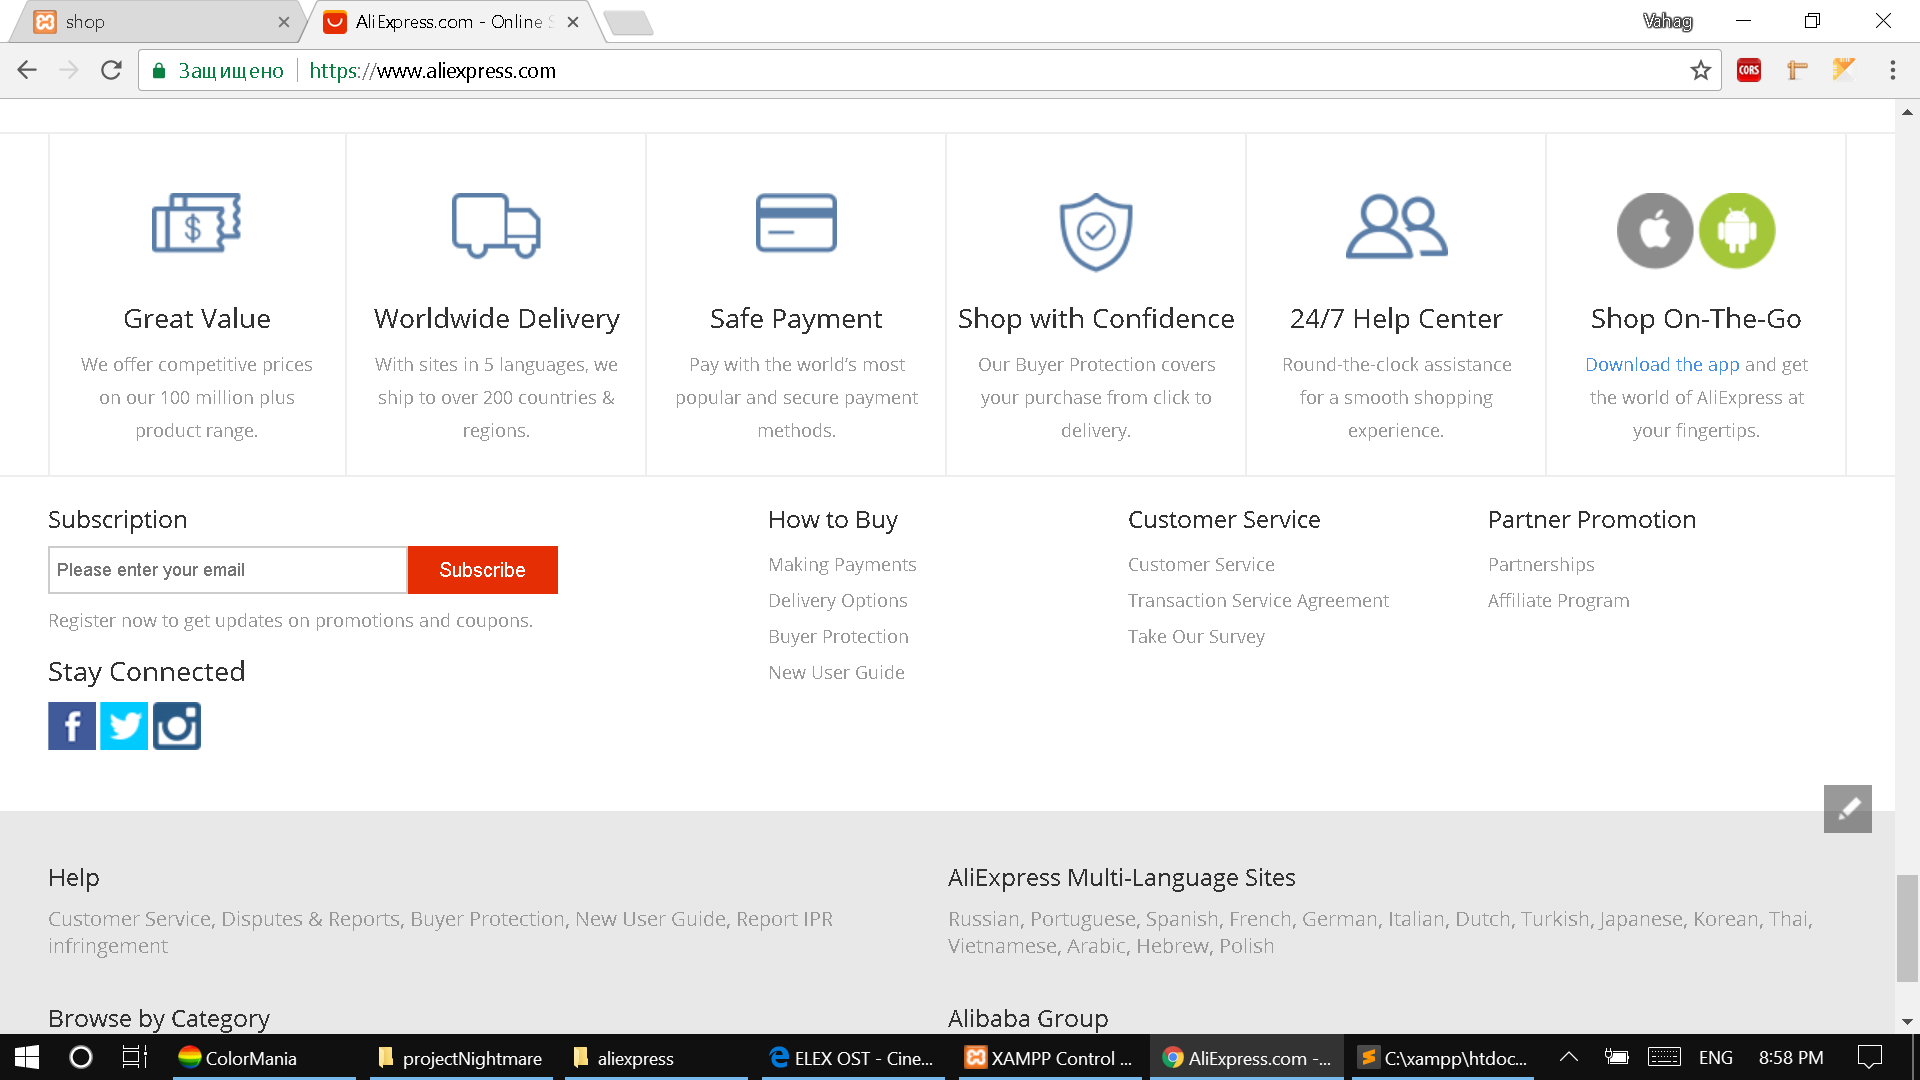 shop
AliExpress.com - Online S
Vahag
Защищено
https://www.aliexpress.com
CORS
$
Great Value
We offer competitive prices
on our 100 million plus
product range.
Worldwide Delivery
With sites in 5 languages, we
ship to over 200 countries &
regions.
Safe Payment
Pay with the world’s most
popular and secure payment
methods.
Shop with Confidence
Our Buyer Protection covers
your purchase from click to
delivery.
24/7 Help Center
Round-the-clock assistance
for a smooth shopping
experience.
Shop On-The-Go
Download the app and get
the world of AliExpress at
your fingertips.
Subscription
Please enter your email
Subscribe
Register now to get updates on promotions and coupons.
Stay Connected
f
How to Buy
Making Payments
Delivery Options
Buyer Protection
New User Guide
Customer Service
Customer Service
Transaction Service Agreement
Take Our Survey
Partner Promotion
Partnerships
Affiliate Program
Help
Customer Service, Disputes & Reports, Buyer Protection, New User Guide, Report IPR
infringement
AliExpress Multi-Language Sites
Russian, Portuguese, Spanish, French, German, Italian, Dutch, Turkish, Japanese, Korean, Thai,
Vietnamese, Arabic, Hebrew, Polish
Browse by Category
Alibaba Group
ColorMania
projectNightmare
aliexpress
ELEX OST - Cine...
XAMPP Control ...
AliExpress.com -...
C:\xampp\htdoc...
ENG
8:58 PM